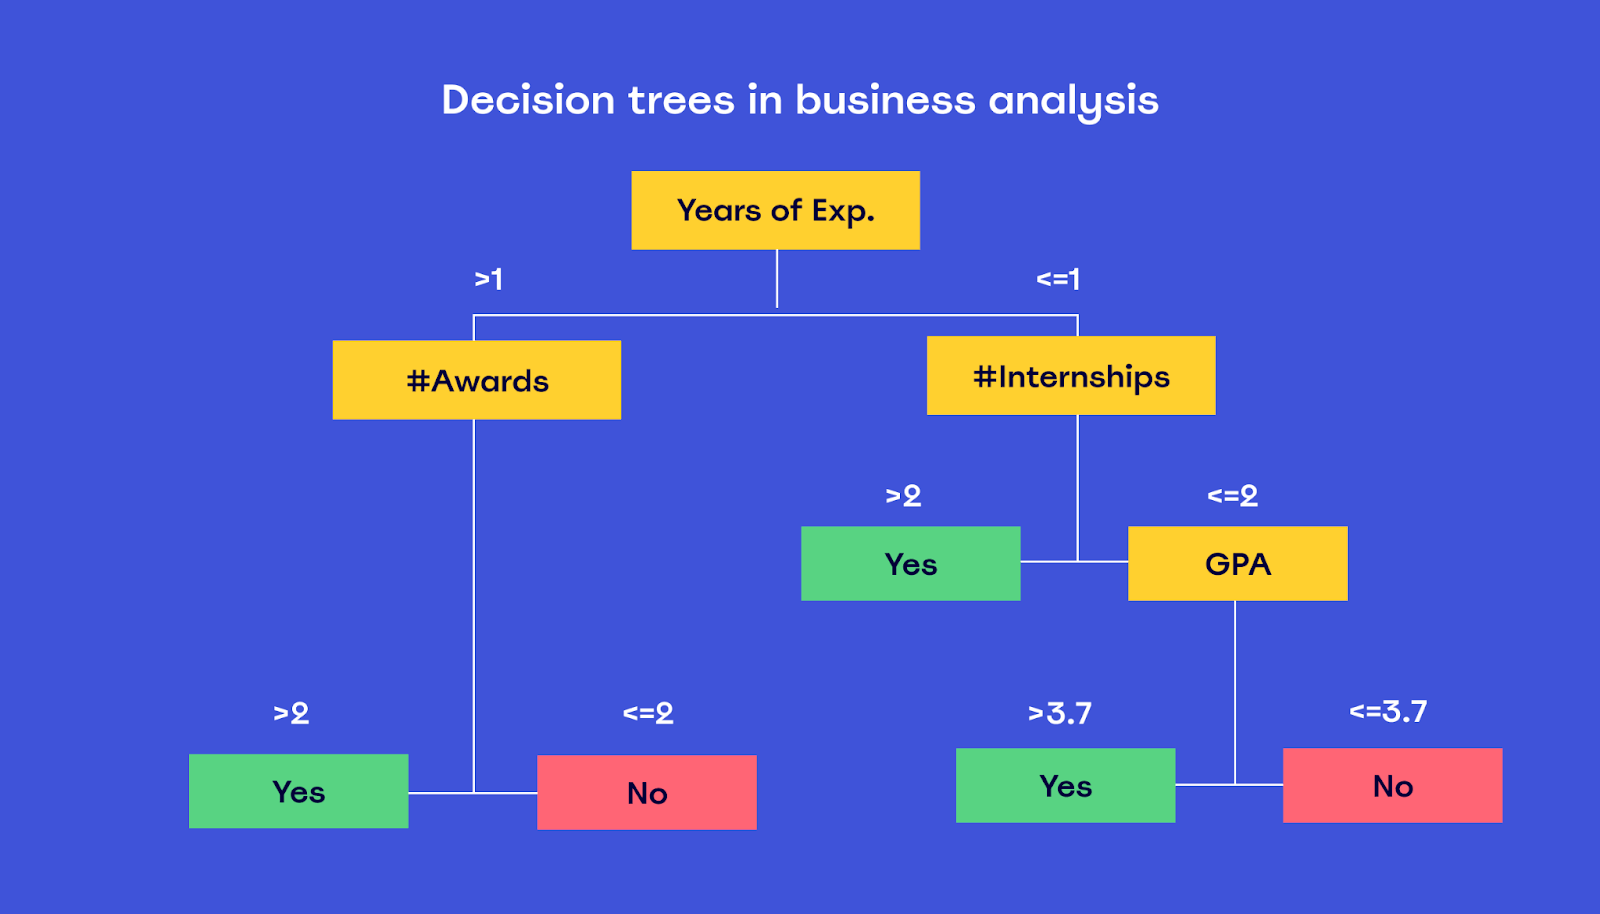 Decision trees in business analysis
Years of Exp.
>1
<=1
#Awards
#Internships
>2
<=2
Yes
GPA
>2
<=2
>3.7
<=3.7
Yes
No
Yes
No